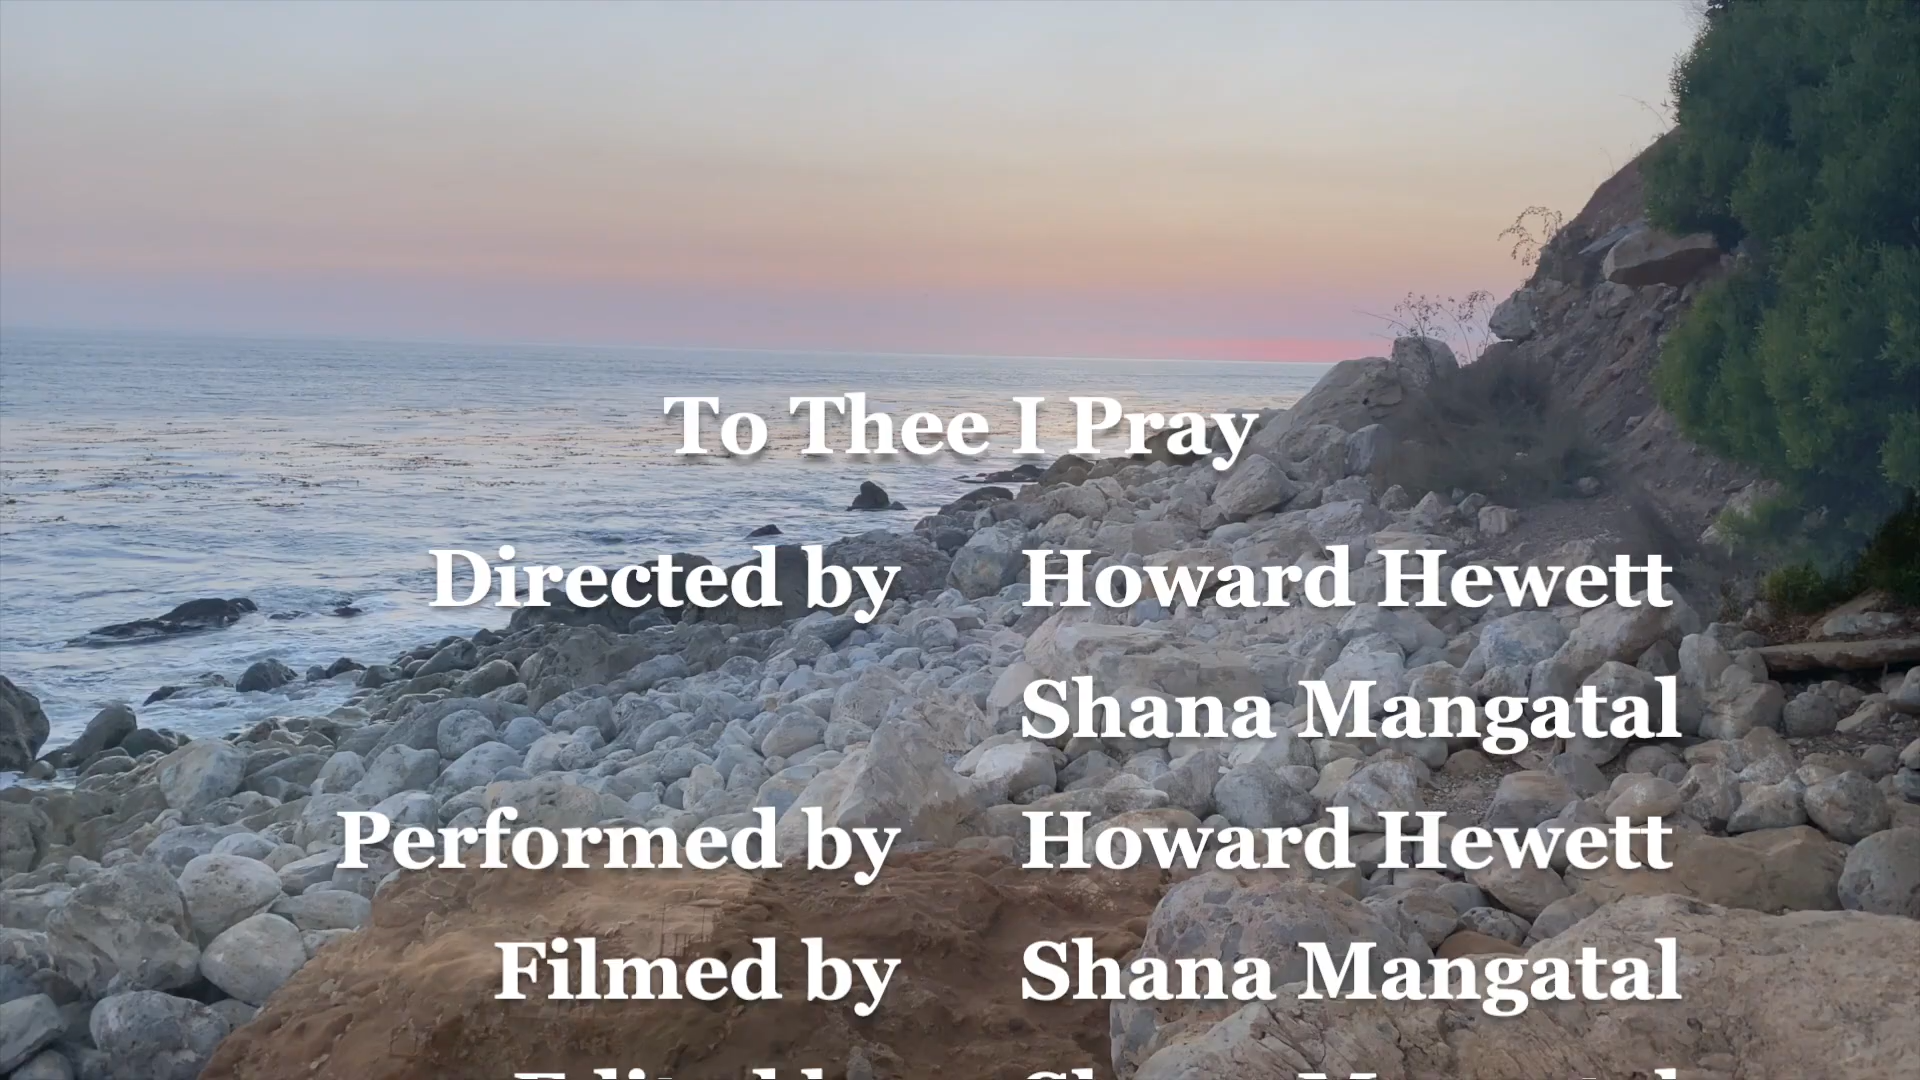 To Thee I Pray
Directed by Howard Hewett
Shana Mangatal
Performed by Howard Hewett
Filmed by Shana Mangatal